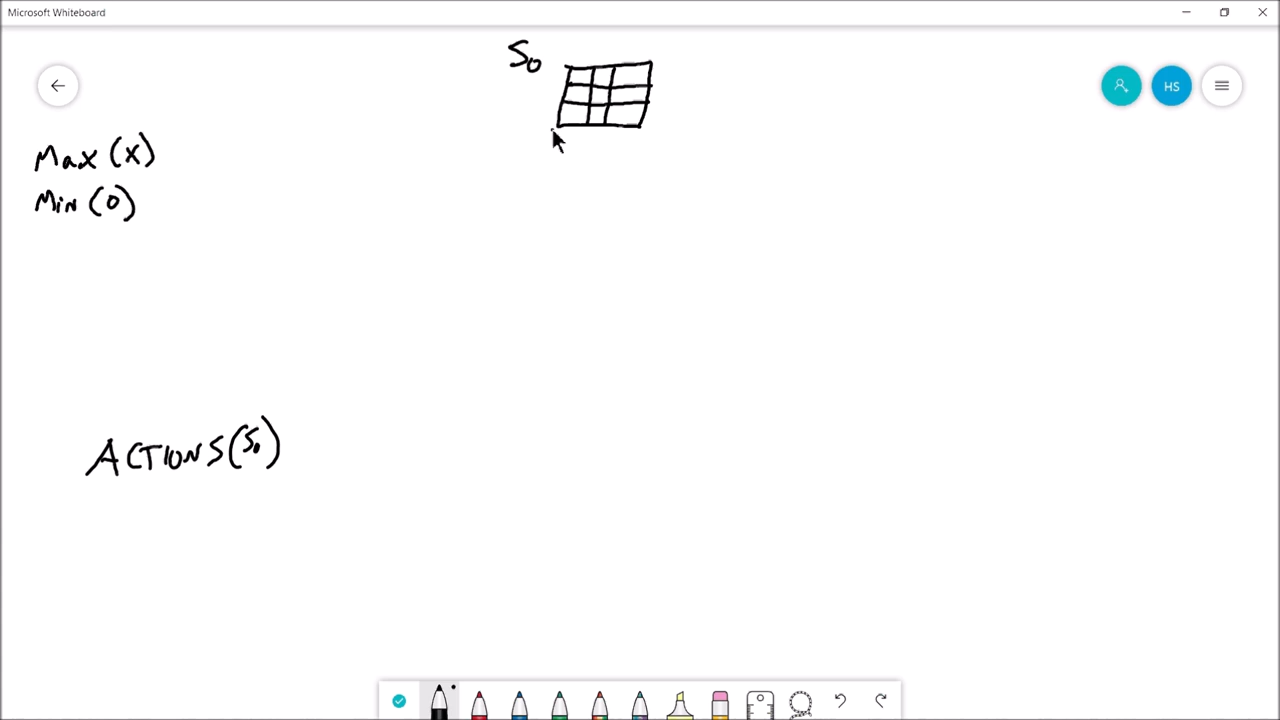 Microsoft Whiteboard
S0
HS
Max (X)
Min (O)
ACTIONS(S0)